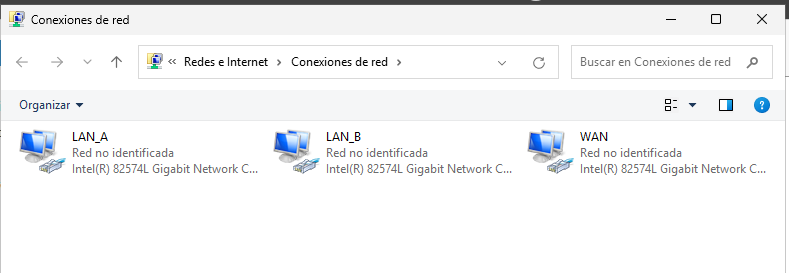 Conexiones de red
« Redes e Internet > Conexiones de red >
Buscar en Conexiones de red
Organizar
LAN_A
Red no identificada
Intel(R) 82574L Gigabit Network C...
LAN_B
Red no identificada
Intel(R) 82574L Gigabit Network C...
WAN
Red no identificada
Intel(R) 82574L Gigabit Network C...